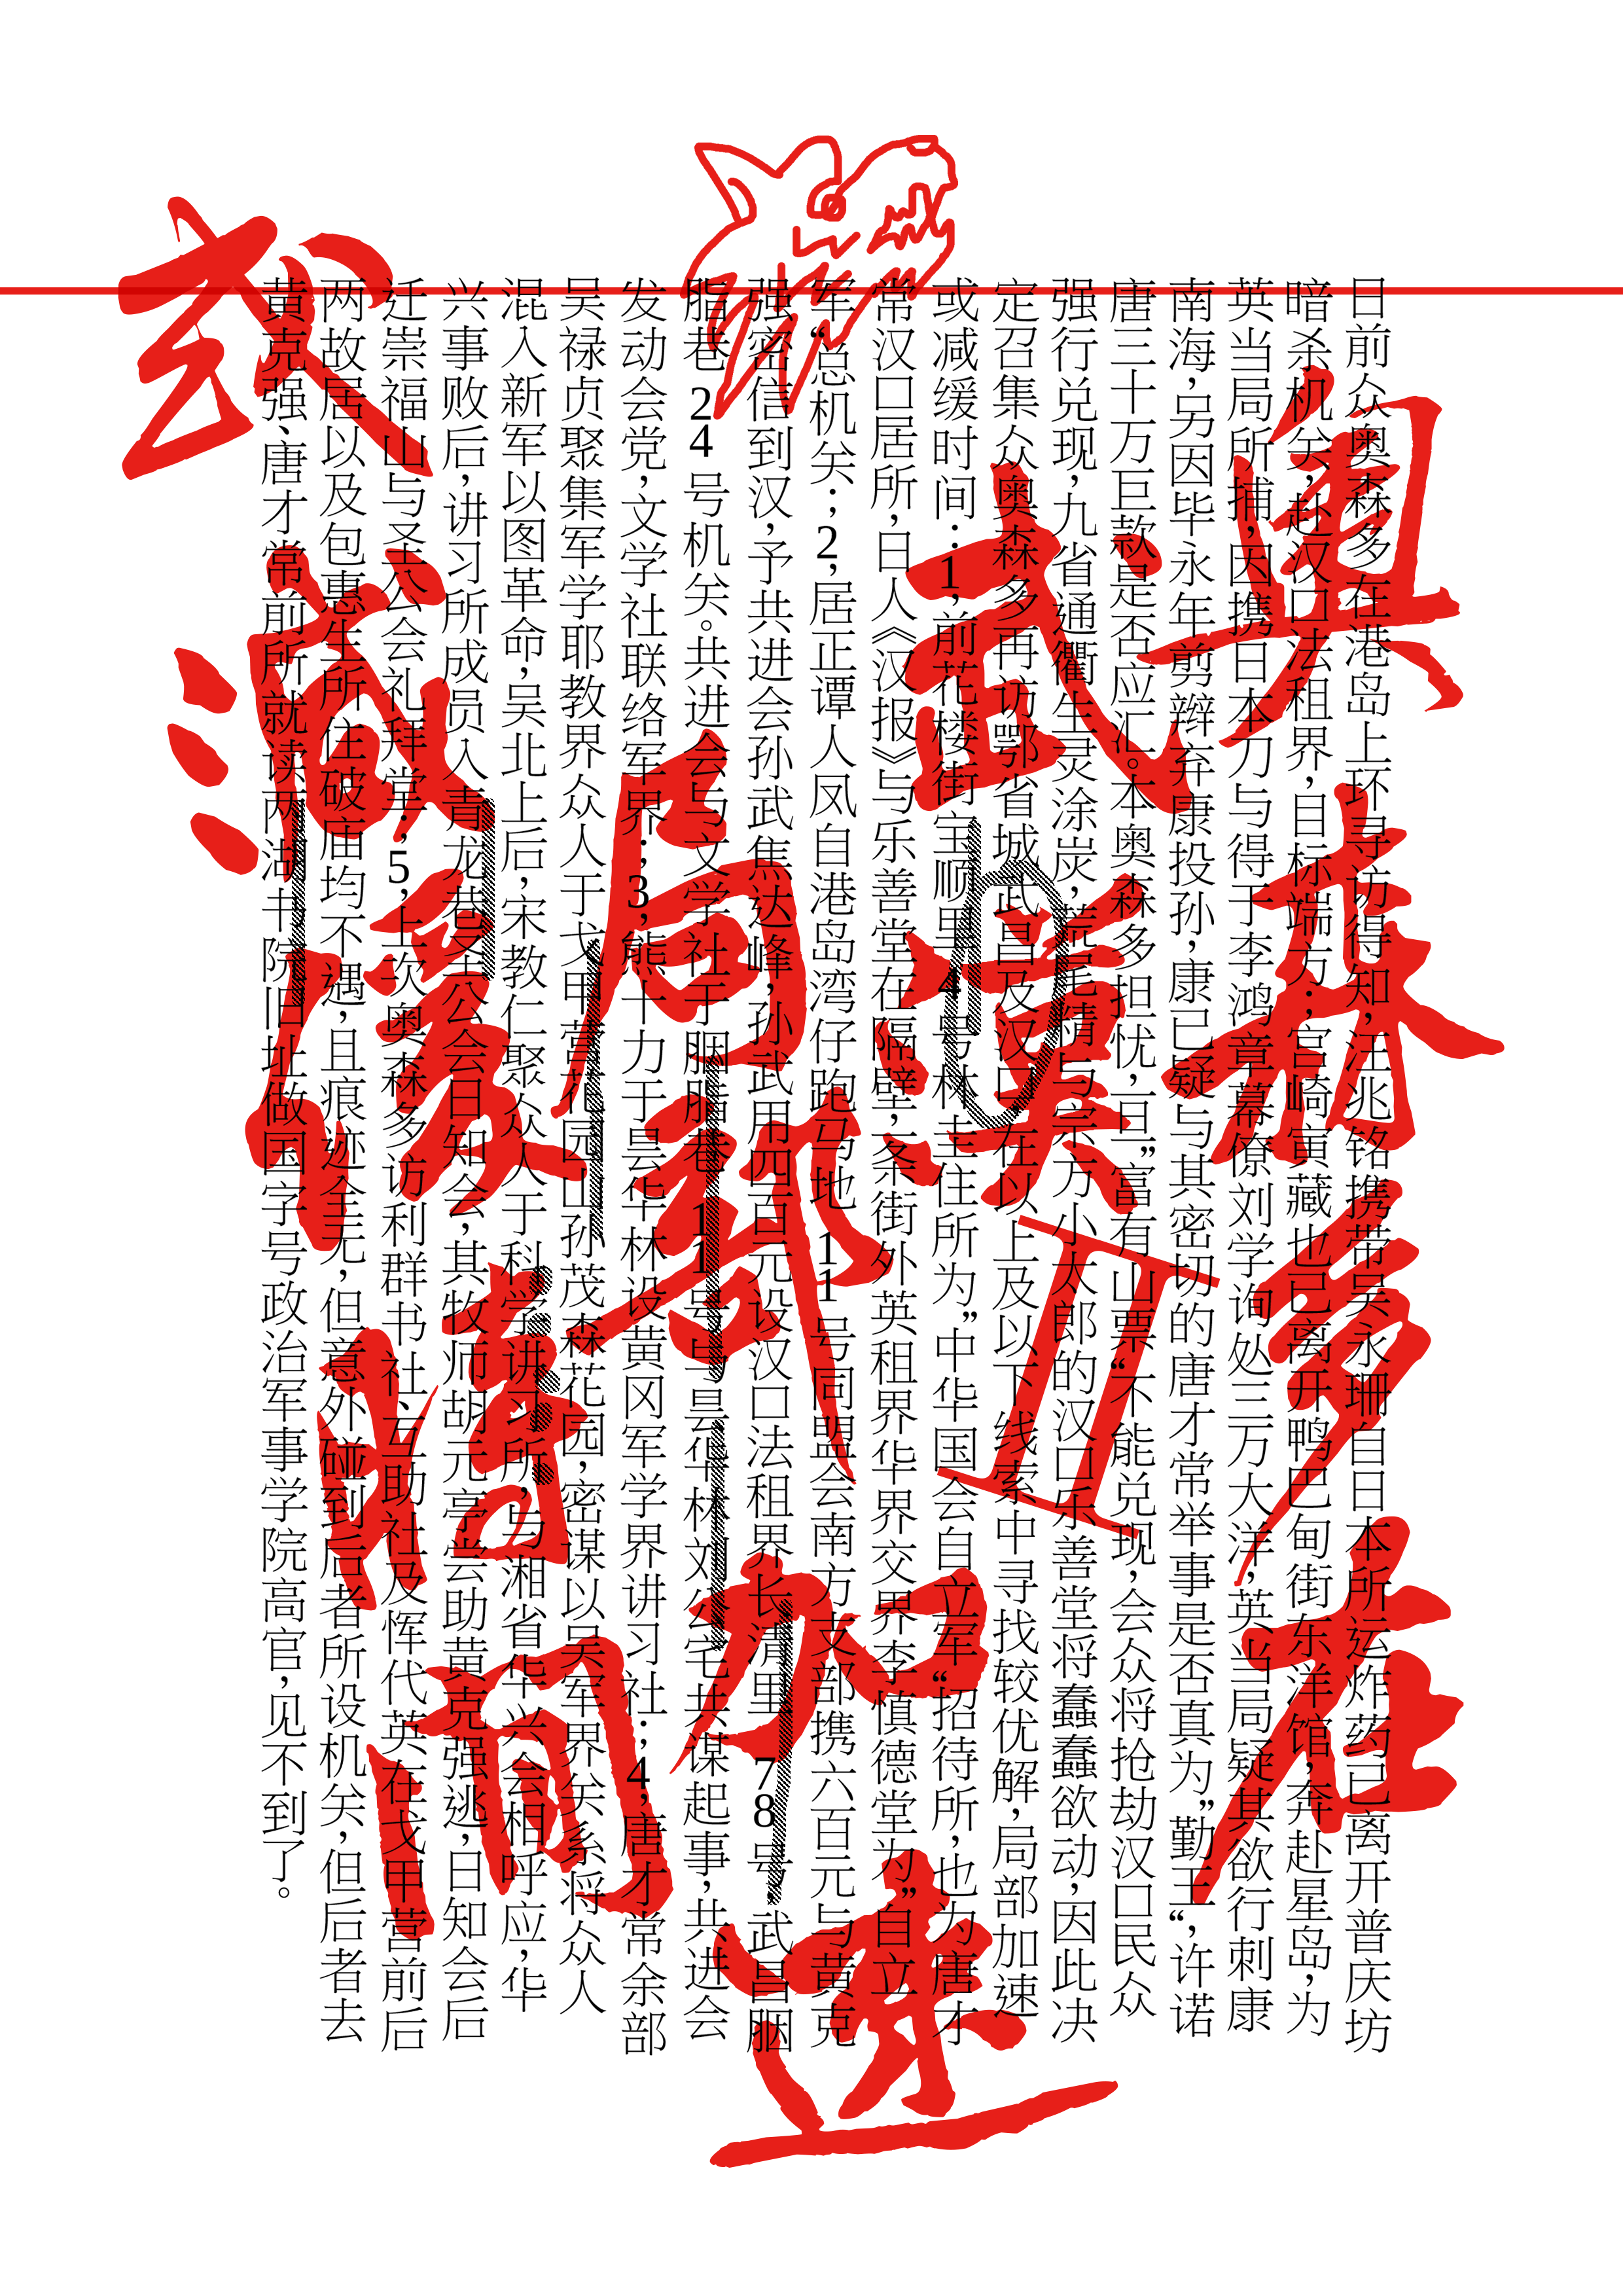 奥森多在
武漢Ⅱ
局部加速
或
減緩時間
日前众奥森多在港岛上环寻访得知，汪兆铭携带吴永珊自日本所运炸药已离开普庆坊
暗杀机关，赴汉口法租界，目标端方；宫崎寅藏也已离开鸭巴甸街东洋馆，奔赴星岛，为
英当局所捕，因携日本刀与得于李鸿章幕僚刘学询处三万大洋，英当局疑其欲行刺康
南海，另因毕永年剪辫弃康投孙，康已疑与其密切的唐才常举事是否真为”勤王“，许诺
唐三十万巨款是否应汇。本奥森多担忧，一旦”富有山票“不能兑现，会众将抢劫汉口民众
强行兑现，九省通衢生灵涂炭，荒尾精与宗方小太郎的汉口乐善堂将蠢蠢欲动，因此决
定召集众奥森多再访鄂省城武昌及汉口，在以上及以下线索中寻找较优解，局部加速
或减缓时间：1，前花楼街宝顺里4号林圭住所为”中华国会自立军“招待所，也为唐才
常汉口居所，日人《汉报》与乐善堂在隔壁，一条街外英租界华界交界李慎德堂为”自立
军“总机关；2，居正谭人凤自港岛湾仔跑马地 11号同盟会南方支部携六百元与黄克
强密信到汉，予共进会孙武焦达峰，孙武用四百元设汉口法租界长清里 78号，武昌胭
脂巷 24 号机关。共进会与文学社于胭脂巷 11号与昙华林刘公宅共谋起事，共进会
发动会党，文学社联络军界；3，熊十力于昙华林设黄冈军学界讲习社；4，唐才常余部
吴禄贞聚集军学耶教界众人于戈甲营花园山孙茂森花园，密谋以吴军界关系将众人
混入新军以图革命，吴北上后，宋教仁聚众人于科学讲习所，与湘省华兴会相呼应，华
兴事败后，讲习所成员入青龙巷圣公会日知会，其牧师胡元亭尝助黄克强逃，日知会后
迁崇福山与圣公会礼拜堂；5，上次奥森多访利群书社、互助社及恽代英在戈甲营前后
两故居以及包惠生所住破庙均不遇，且痕迹全无，但意外碰到后者所设机关，但后者去
黄克强、唐才常前所就读两湖书院旧址做国字号政治军事学院高官，见不到了。